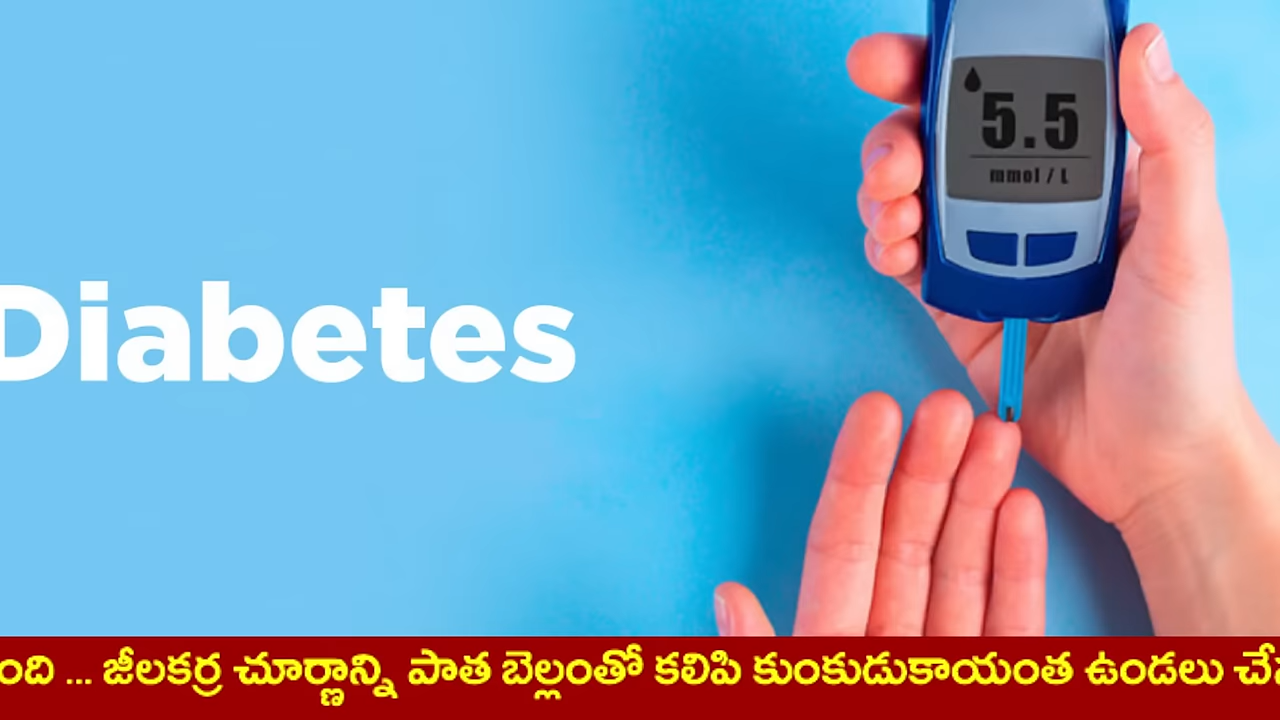 5.5
mmol / L
Diabetes
... జీలకర్ర చూర్ణాన్ని పాత బెల్లంతో కలిపి కుంకుడుకాయంత ఉండలు